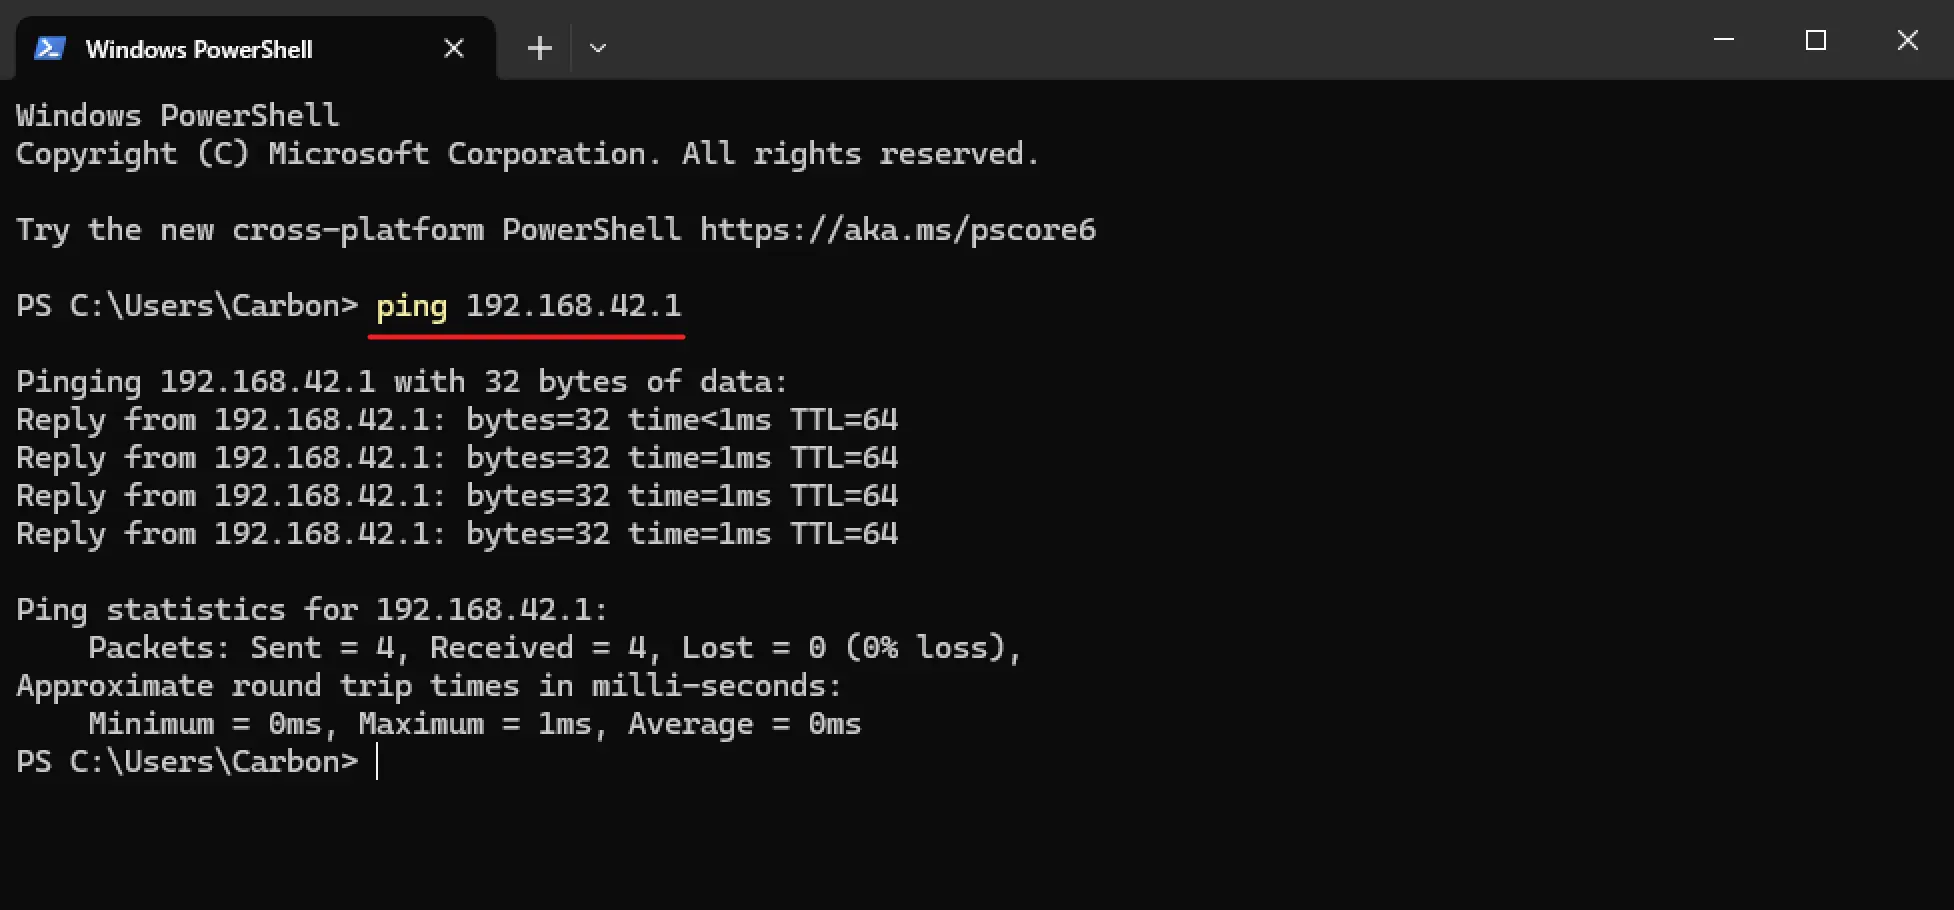 Windows PowerShell
Windows PowerShell
Copyright (C) Microsoft Corporation. All rights reserved.
Try the new cross-platform PowerShell https://aka.ms/pscore6
PS C:\Users\Carbon> ping 192.168.42.1
Pinging 192.168.42.1 with 32 bytes of data:
Reply from 192.168.42.1: bytes=32 time<1ms TTL=64
Reply from 192.168.42.1: bytes=32 time=1ms TTL=64
Reply from 192.168.42.1: bytes=32 time=1ms TTL=64
Reply from 192.168.42.1: bytes=32 time=1ms TTL=64
Ping statistics for 192.168.42.1:
    Packets: Sent = 4, Received = 4, Lost = 0 (0% loss),
Approximate round trip times in milli-seconds:
    Minimum = 0ms, Maximum = 1ms, Average = 0ms
PS C:\Users\Carbon>